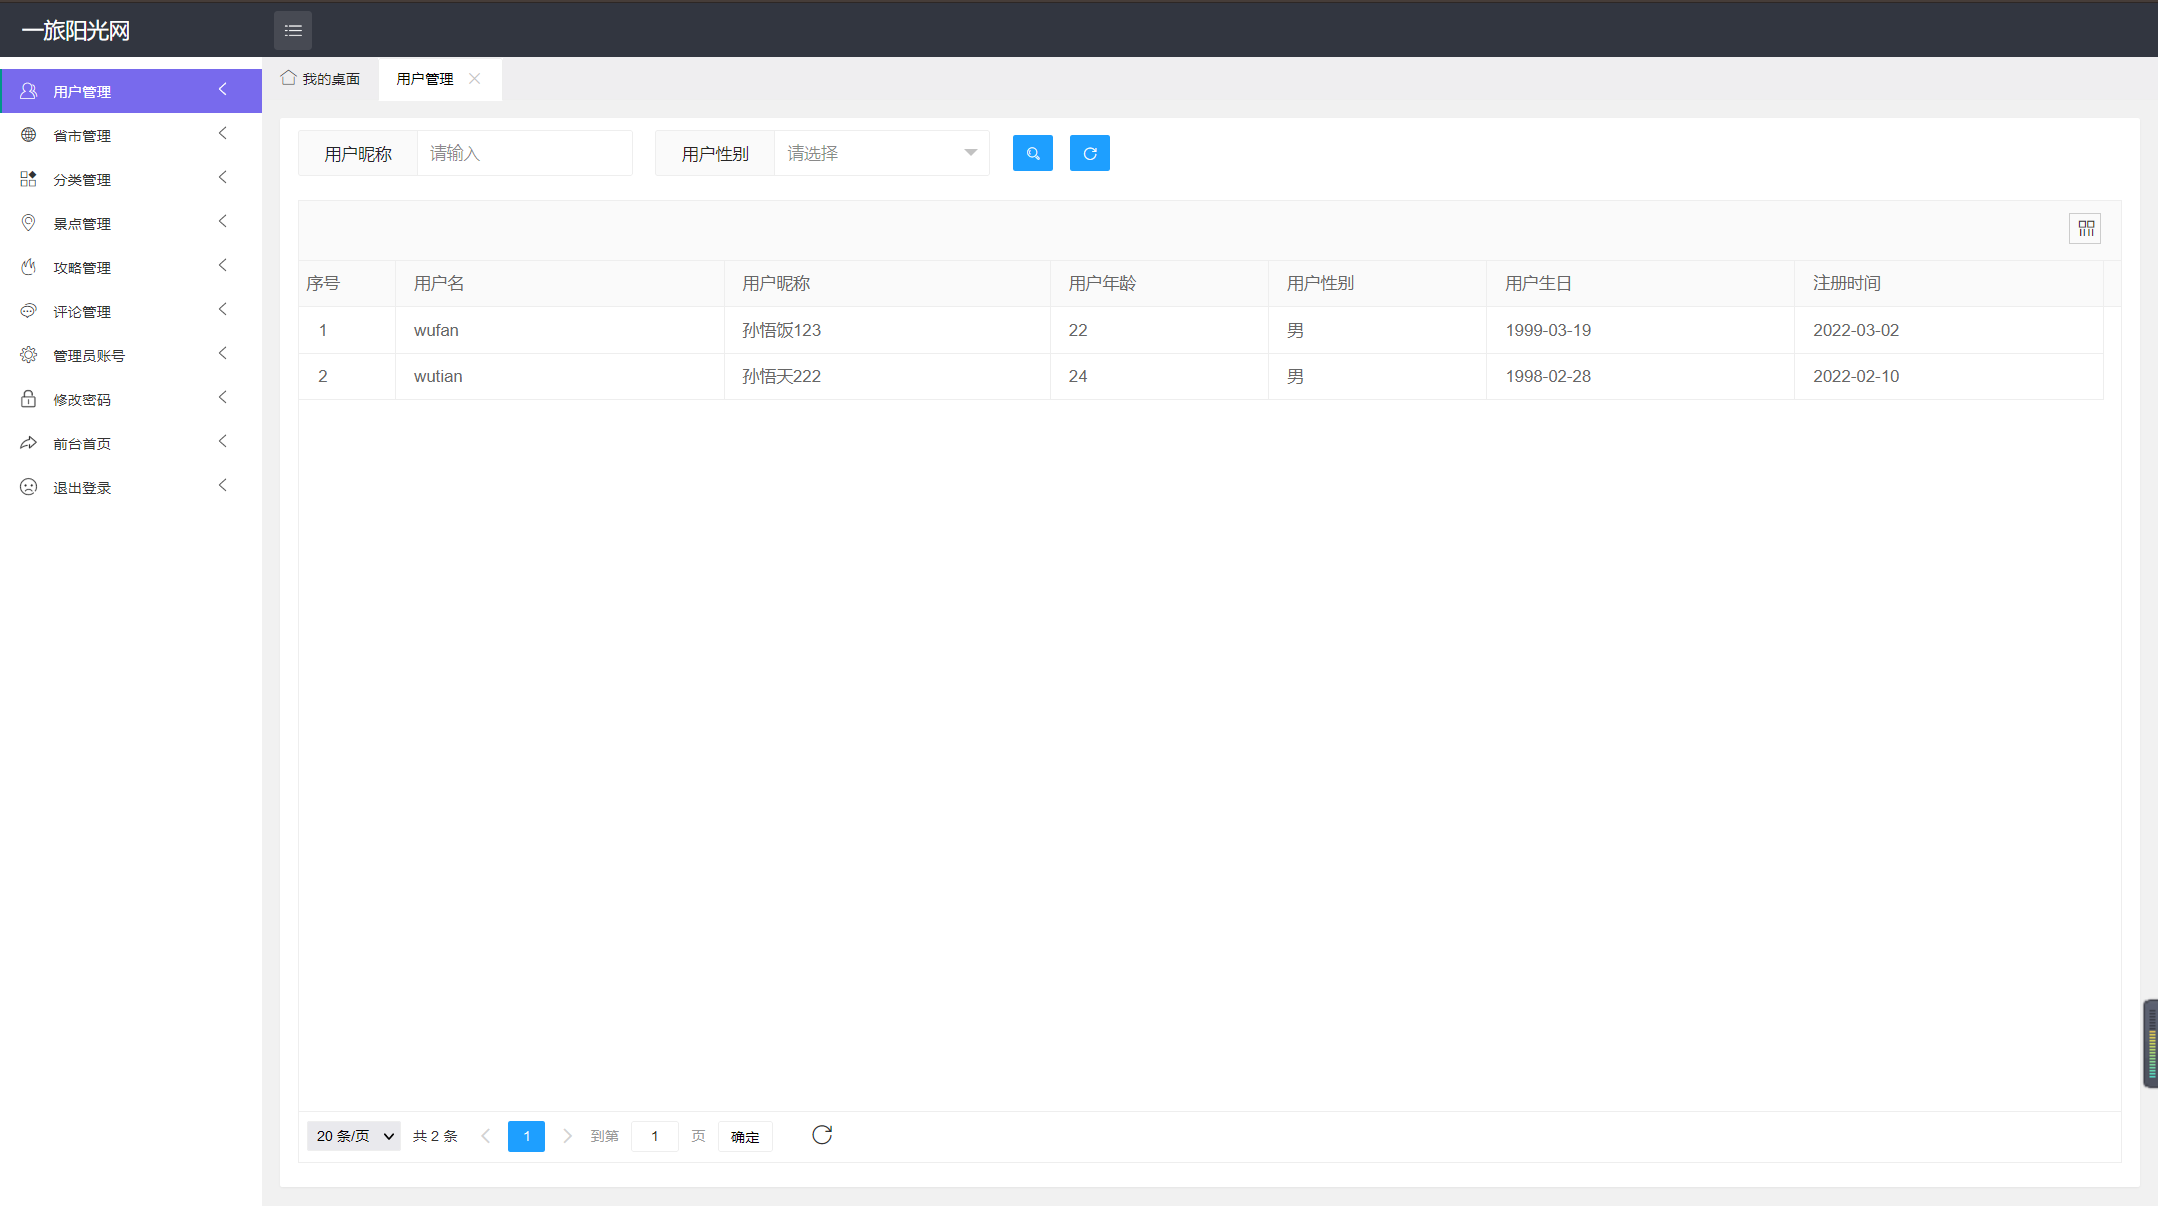 一旅阳光网
用户管理
省市管理
分类管理
景点管理
攻略管理
评论管理
管理员账号
修改密码
前台首页
退出登录
我的桌面 用户管理
用户昵称 请输入 用户性别 请选择
序号 用户名 用户昵称 用户年龄 用户性别 用户生日 注册时间
1 wufan 孙悟饭123 22 男 1999-03-19 2022-03-02
2 wutian 孙悟天222 24 男 1998-02-28 2022-02-10
20 条/页 共 2 条 1 到第 1 页 确定